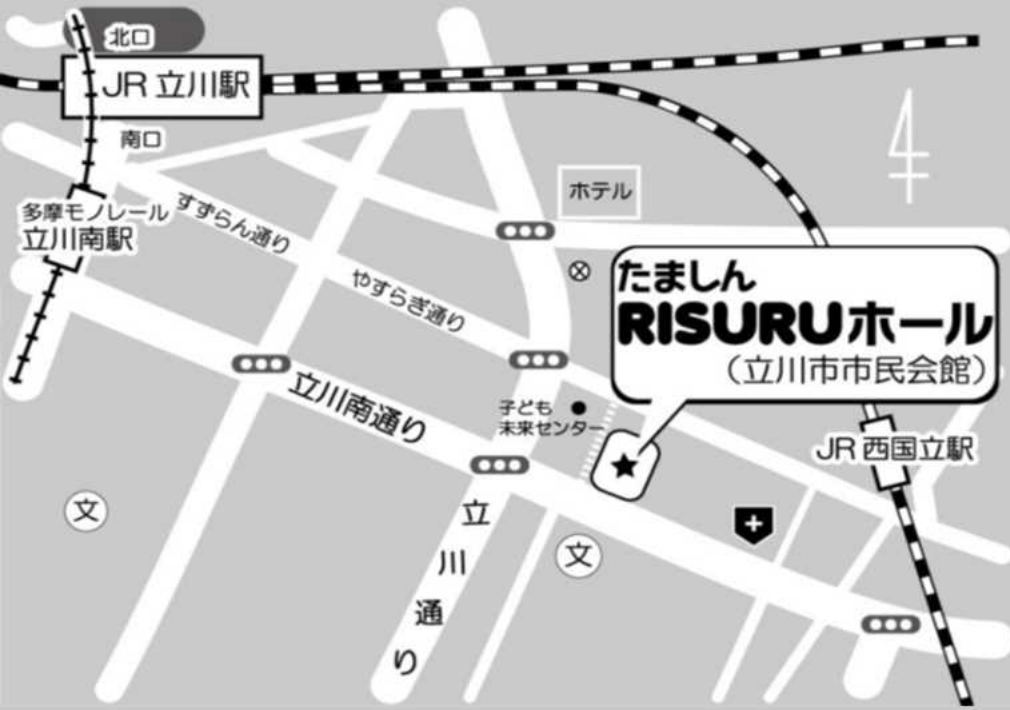 北口
JR 立川駅
南口
多摩モノレール
立川南駅
すずらん通り
やすらぎ通り
ホテル
たましん
RISURUホール
（立川市市民会館）
立川南通り
子ども
未来センター
JR 西国立駅
文
文
立川通り